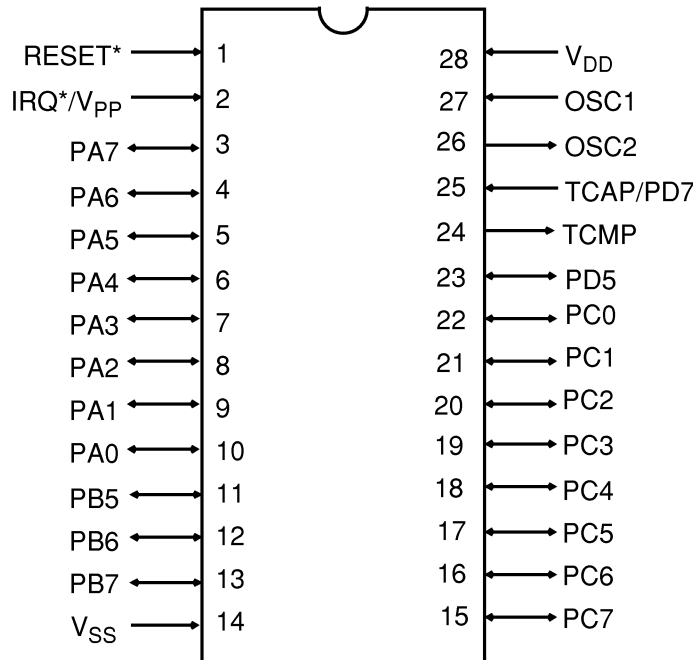 RESET* 1 28 VDD
IRQ*/VPP 2 27 OSC1
PA7 3 26 OSC2
PA6 4 25 TCAP/PD7
PA5 5 24 TCMP
PA4 6 23 PD5
PA3 7 22 PC0
PA2 8 21 PC1
PA1 9 20 PC2
PA0 10 19 PC3
PB5 11 18 PC4
PB6 12 17 PC5
PB7 13 16 PC6
VSS 14 15 PC7